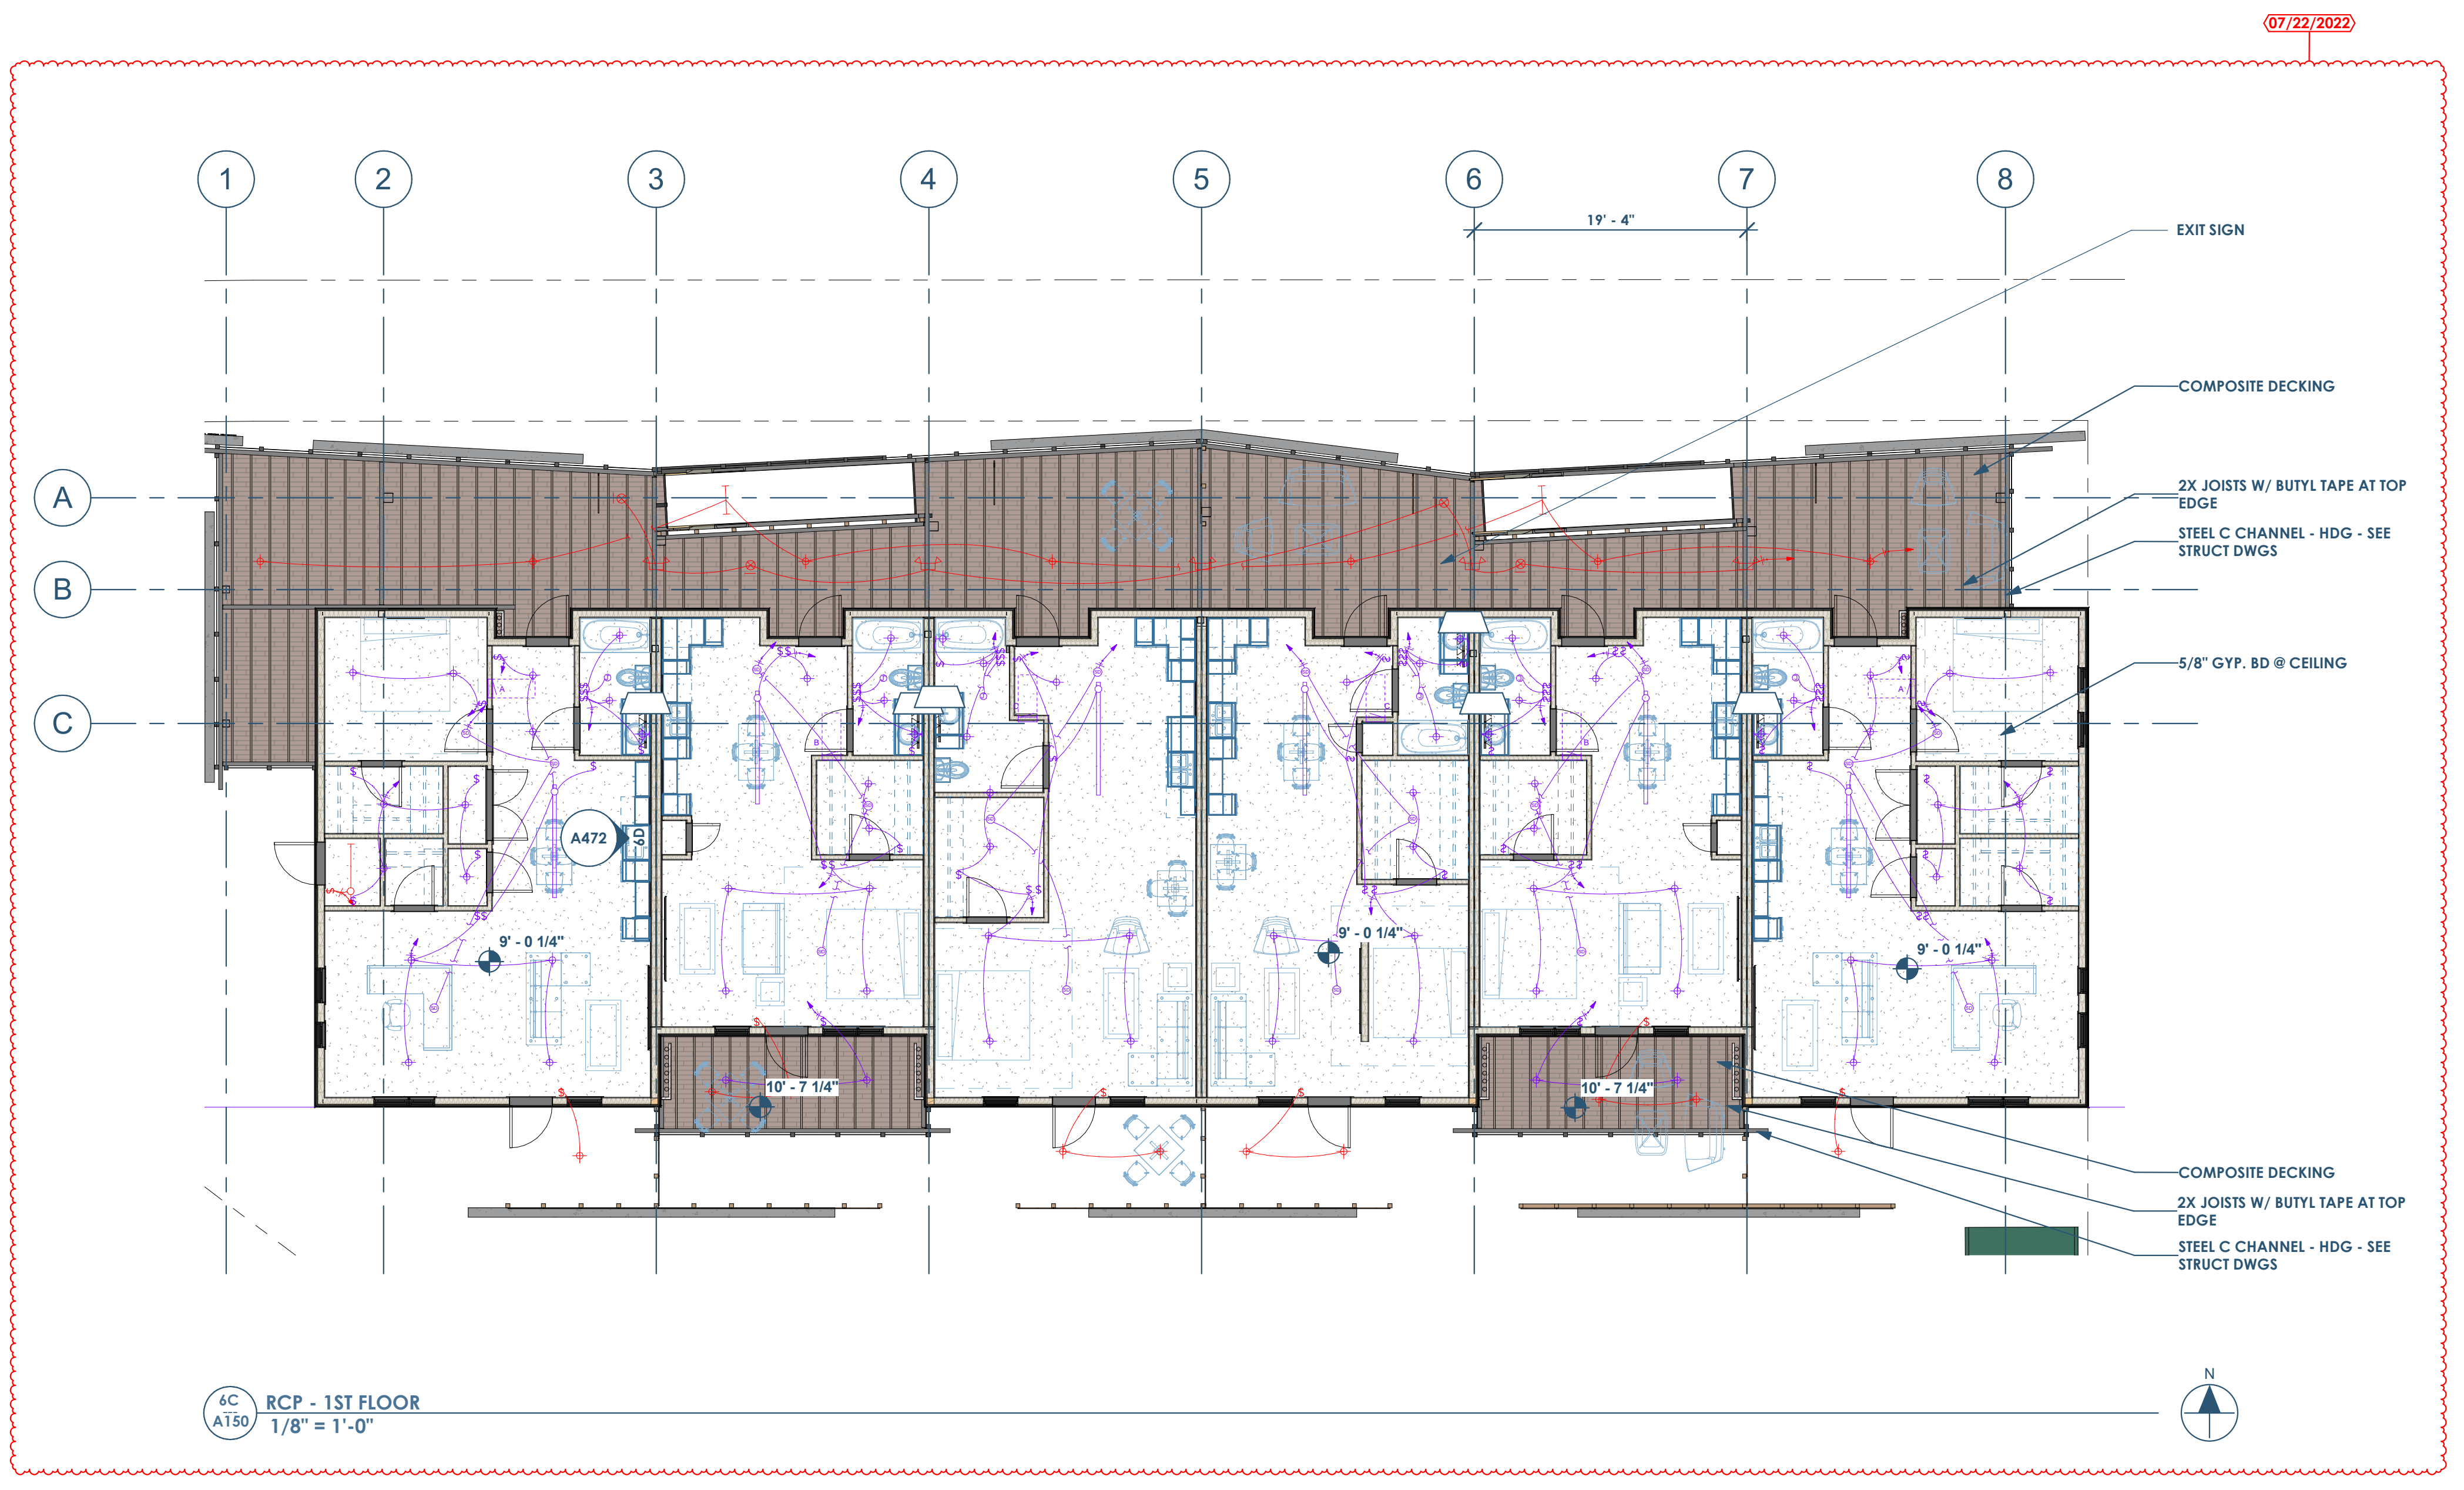 07/22/2022
1
2
3
4
5
6
7
8
19' - 4"
EXIT SIGN
COMPOSITE DECKING
A
2X JOISTS W/ BUTYL TAPE AT TOP
EDGE
STEEL C CHANNEL - HDG - SEE
STRUCT DWGS
B
5/8" GYP. BD @ CEILING
A
A
C
B
B
A472
6D
9' - 0 1/4"
9' - 0 1/4"
9' - 0 1/4"
10' - 7 1/4"
10' - 7 1/4"
COMPOSITE DECKING
2X JOISTS W/ BUTYL TAPE AT TOP
EDGE
STEEL C CHANNEL - HDG - SEE
STRUCT DWGS
N
6C
---
A150
RCP - 1ST FLOOR
1/8" = 1'-0"